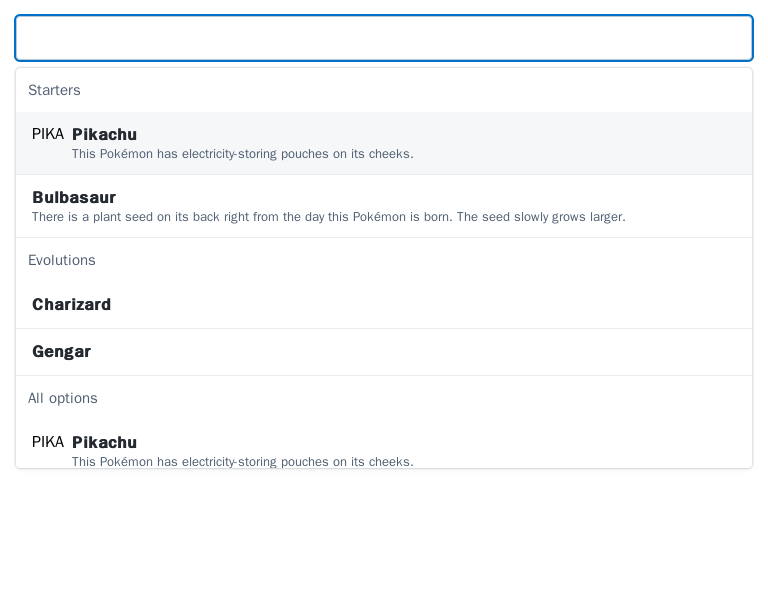 Starters
PIKA Pikachu
This Pokémon has electricity-storing pouches on its cheeks.
Bulbasaur
There is a plant seed on its back right from the day this Pokémon is born. The seed slowly grows larger.
Evolutions
Charizard
Gengar
All options
PIKA Pikachu
This Pokémon has electricity-storing pouches on its cheeks.